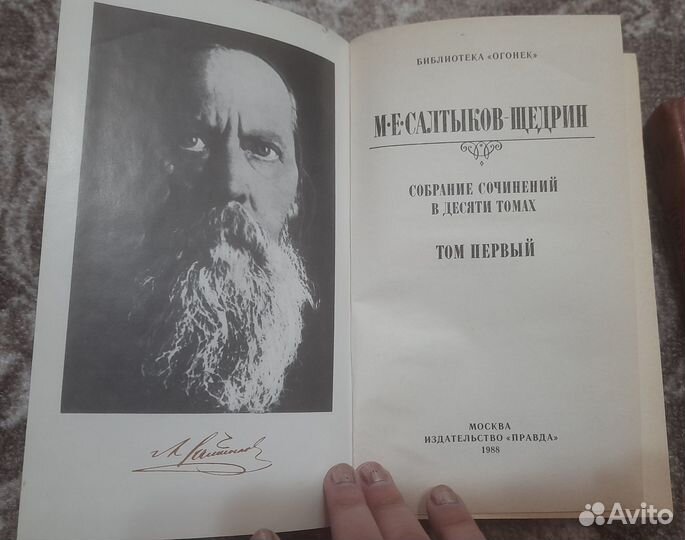 БИБЛИОТЕКА «ОГОНЕК»
М·Е·САЛТЫКОВ-ЩЕДРИН
СОБРАНИЕ СОЧИНЕНИЙ
В ДЕСЯТИ ТОМАХ
ТОМ ПЕРВЫЙ
МОСКВА
ИЗДАТЕЛЬСТВО «ПРАВДА»
1988
Avito